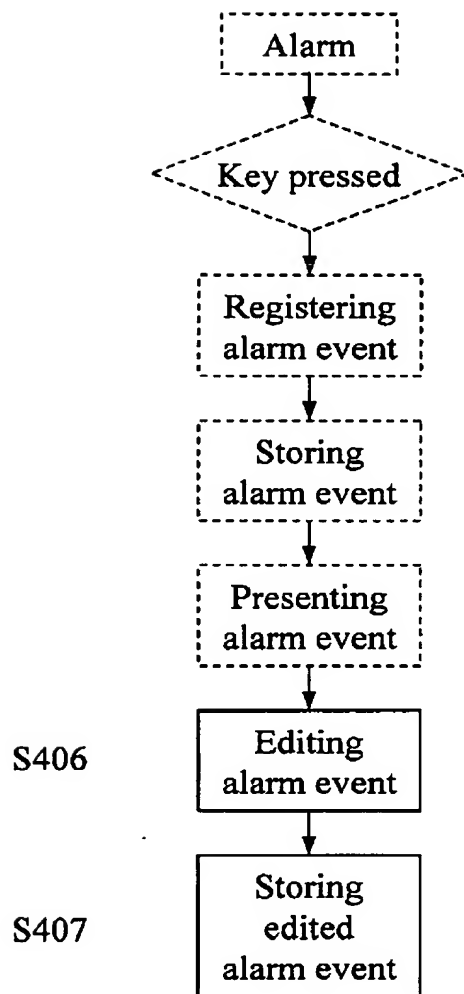 Alarm
Key pressed
Registering
alarm event
Storing
alarm event
Presenting
alarm event
S406
Editing
alarm event
S407
Storing
edited
alarm event